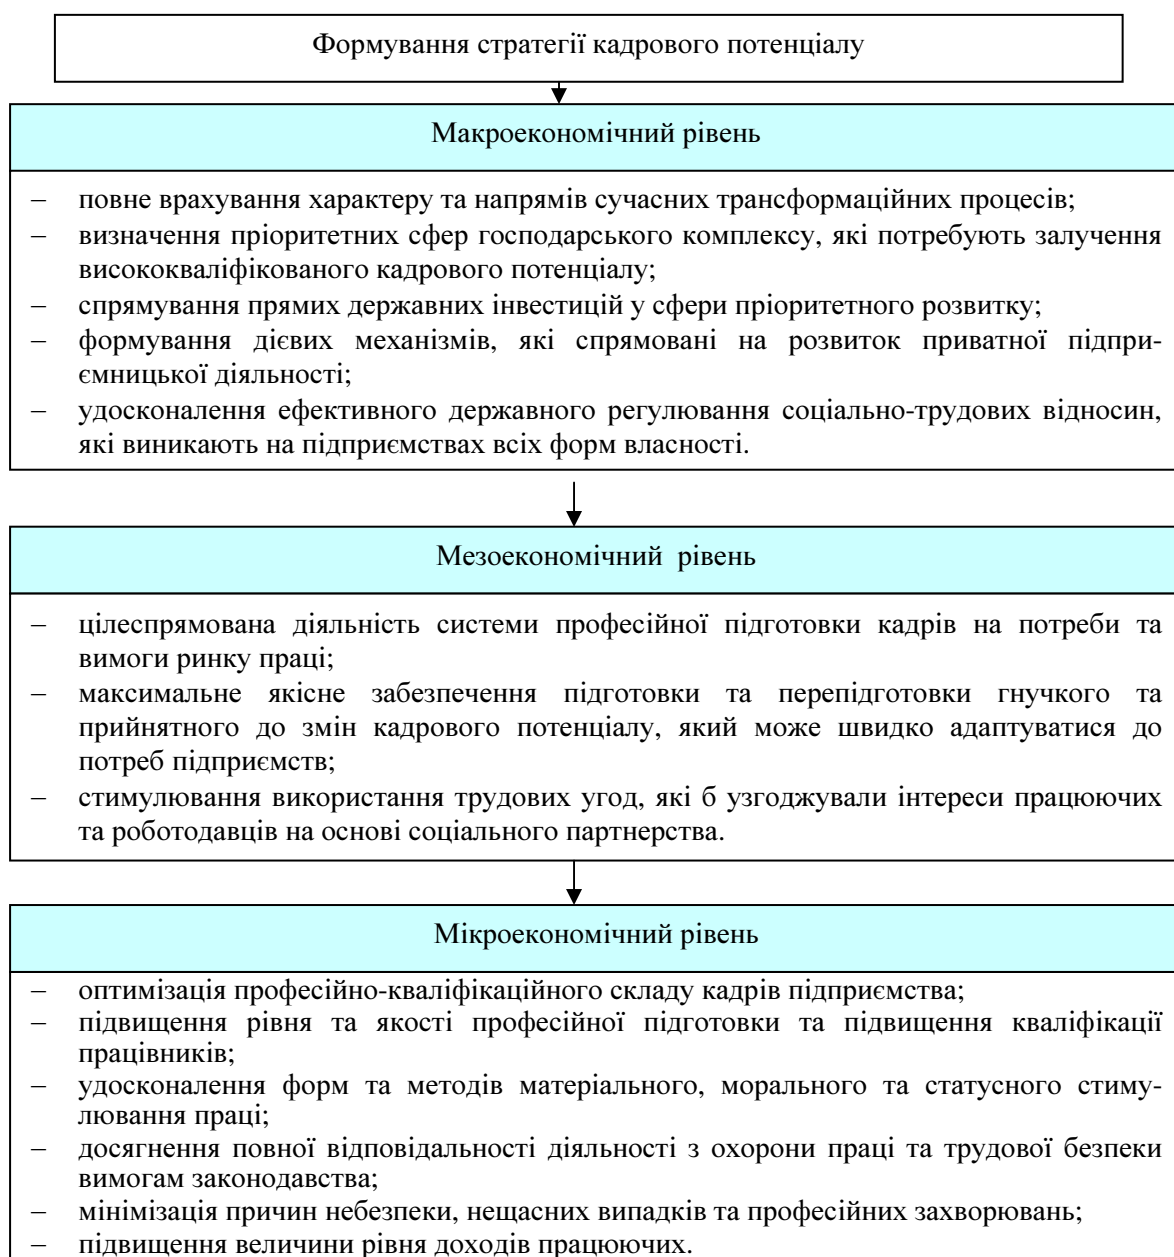 Формування стратегії кадрового потенціалу
Макроекономічний рівень
– повне врахування характеру та напрямів сучасних трансформаційних процесів;
– визначення пріоритетних сфер господарського комплексу, які потребують залучення
висококваліфікованого кадрового потенціалу;
– спрямування прямих державних інвестицій у сфери пріоритетного розвитку;
– формування дієвих механізмів, які спрямовані на розвиток приватної підпри-
ємницької діяльності;
– удосконалення ефективного державного регулювання соціально-трудових відносин,
які виникають на підприємствах всіх форм власності.
Мезоекономічний рівень
– цілеспрямована діяльність системи професійної підготовки кадрів на потреби та
вимоги ринку праці;
– максимальне якісне забезпечення підготовки та перепідготовки гнучкого та
прийнятного до змін кадрового потенціалу, який може швидко адаптуватися до
потреб підприємств;
– стимулювання використання трудових угод, які б узгоджували інтереси працюючих
та роботодавців на основі соціального партнерства.
Мікроекономічний рівень
– оптимізація професійно-кваліфікаційного складу кадрів підприємства;
– підвищення рівня та якості професійної підготовки та підвищення кваліфікації
працівників;
– удосконалення форм та методів матеріального, морального та статусного стиму-
лювання праці;
– досягнення повної відповідальності діяльності з охорони праці та трудової безпеки
вимогам законодавства;
– мінімізація причин небезпеки, нещасних випадків та професійних захворювань;
– підвищення величини рівня доходів працюючих.